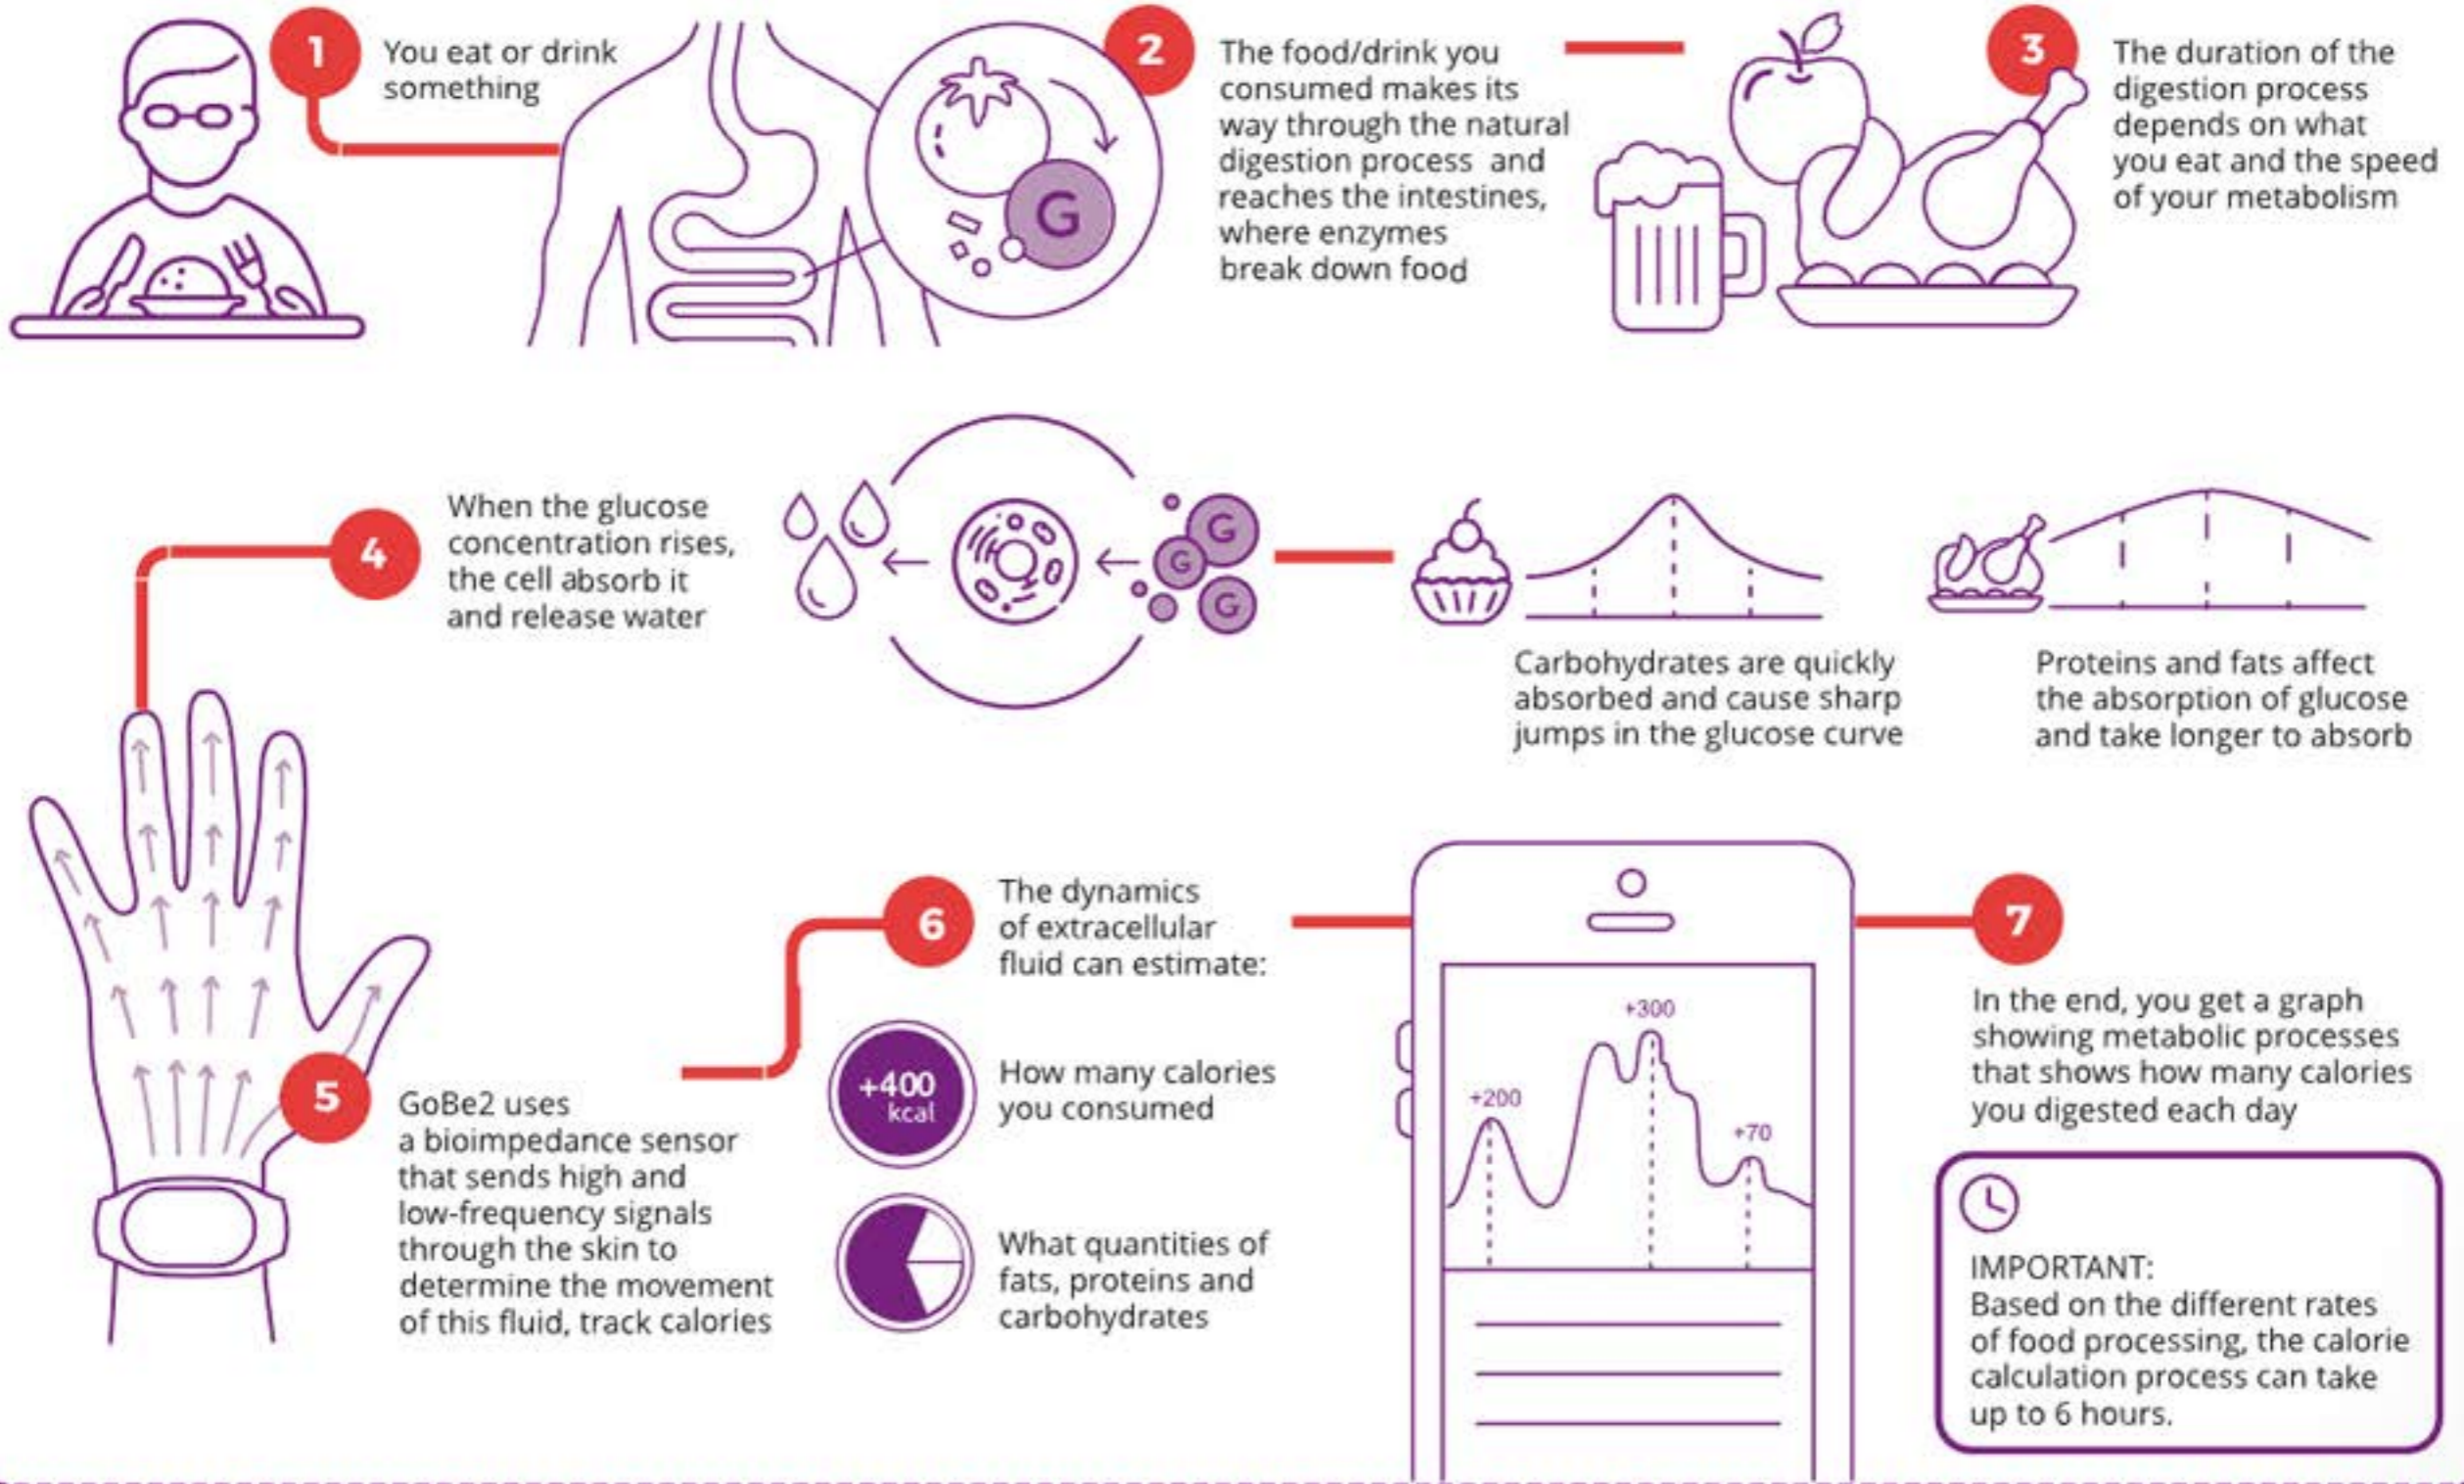 1
You eat or drink
something
G
2
The food/drink you
consumed makes its
way through the natural
digestion process and
reaches the intestines,
where enzymes
break down food
3
The duration of the
digestion process
depends on what
you eat and the speed
of your metabolism
4
When the glucose
concentration rises,
the cell absorb it
and release water
G
G
G
Carbohydrates are quickly
absorbed and cause sharp
jumps in the glucose curve
Proteins and fats affect
the absorption of glucose
and take longer to absorb
5
GoBe2 uses
a bioimpedance sensor
that sends high and
low-frequency signals
through the skin to
determine the movement
of this fluid, track calories
6
The dynamics
of extracellular
fluid can estimate:
+400
kcal
How many calories
you consumed
What quantities of
fats, proteins and
carbohydrates
+200
+300
+70
7
In the end, you get a graph
showing metabolic processes
that shows how many calories
you digested each day
IMPORTANT:
Based on the different rates
of food processing, the calorie
calculation process can take
up to 6 hours.